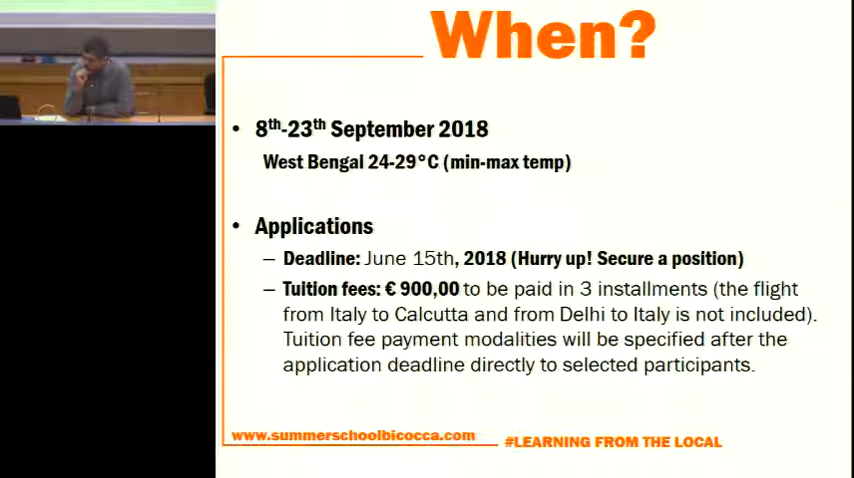 When?
• 8th-23th September 2018
West Bengal 24-29°C (min-max temp)
• Applications
– Deadline: June 15th, 2018 (Hurry up! Secure a position)
– Tuition fees: € 900,00 to be paid in 3 installments (the flight
from Italy to Calcutta and from Delhi to Italy is not included).
Tuition fee payment modalities will be specified after the
application deadline directly to selected participants.
www.summerschoolbicocca.com
#LEARNING FROM THE LOCAL